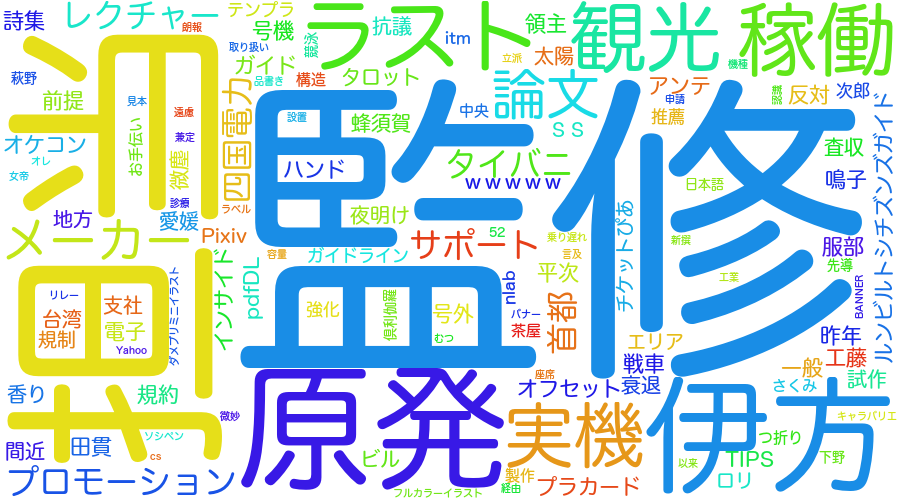 詩集
レクチャー
朗報
テンプラ
号機
取り扱い
ガイド
品書き
競泳
抗議
構造
タロット
ラスト
itm
領主
太陽
立派
観光
機種
稼働
酒男
萩野
前提
見本
遠慮
お手伝い
兼定
微塵
四国電力
設置
蜂須賀
中央
論文
ＳＳ
アンテ
申請
推薦
反対
次郎
オケコン
オレ
女帝
診療
ラベル
ハンド
タイバニ
ｗｗｗｗｗ
日本語
査収
鳴子
監修
地方
愛媛
メーカー
Pixiv
夜明け
52
サポート
乗り遅れ
新撰
服部
先導
ガイドライン
容量
言及
チケットぴあ
ルンビルトシチズンズガイド
リレー
台湾
規制
支社
電子
Yahoo
ダメプリミニイラスト
インサイド
pdfDL
強化
倶利伽羅
号外
むつ
nlab
バナー
茶屋
平次
首都
工業
エリア
BANNER
昨年
戦車
一般
工藤
香り
規約
微妙
原発
座席
オフセット
衰退
さくみ
試作
間近
田貫
ソシペン
cs
実機
伊方
キャラバリエ
プロモーション
ビル
フルカラーイラスト
製作
経由
プラカード
つ折り
TIPS
以来
ロリ
下野